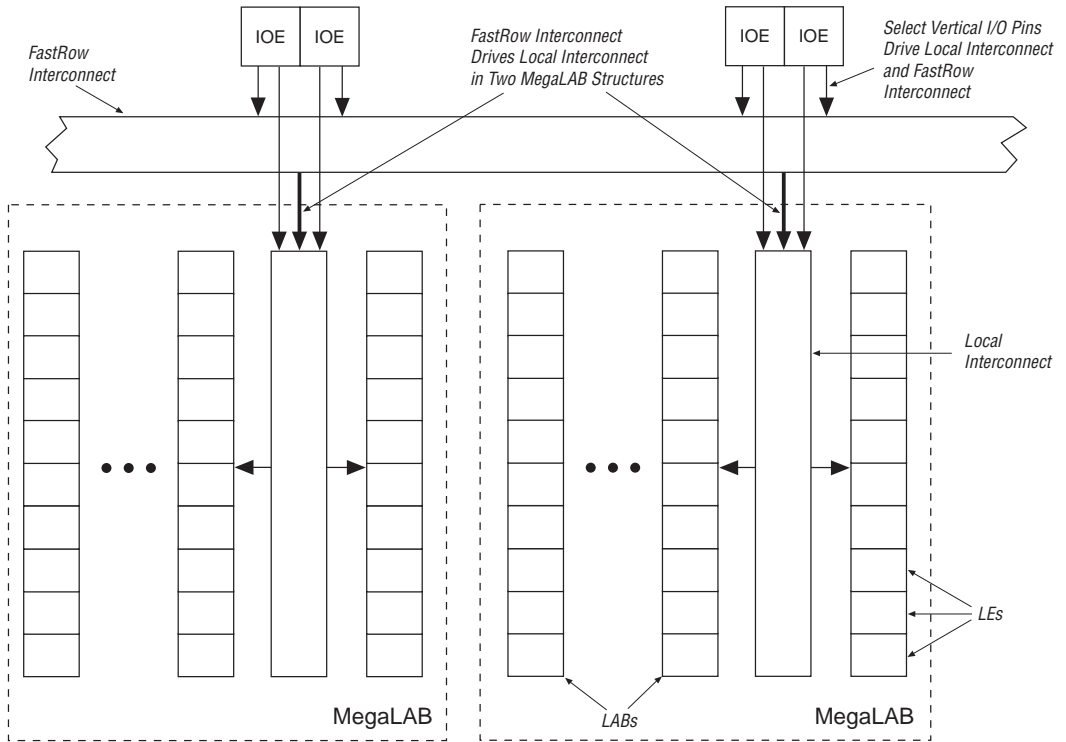 IOE IOE
FastRow
Interconnect
FastRow Interconnect
Drives Local Interconnect
in Two MegaLAB Structures
IOE IOE
Select Vertical I/O Pins
Drive Local Interconnect
and FastRow
Interconnect
Local
Interconnect
LEs
LABs
MegaLAB
MegaLAB